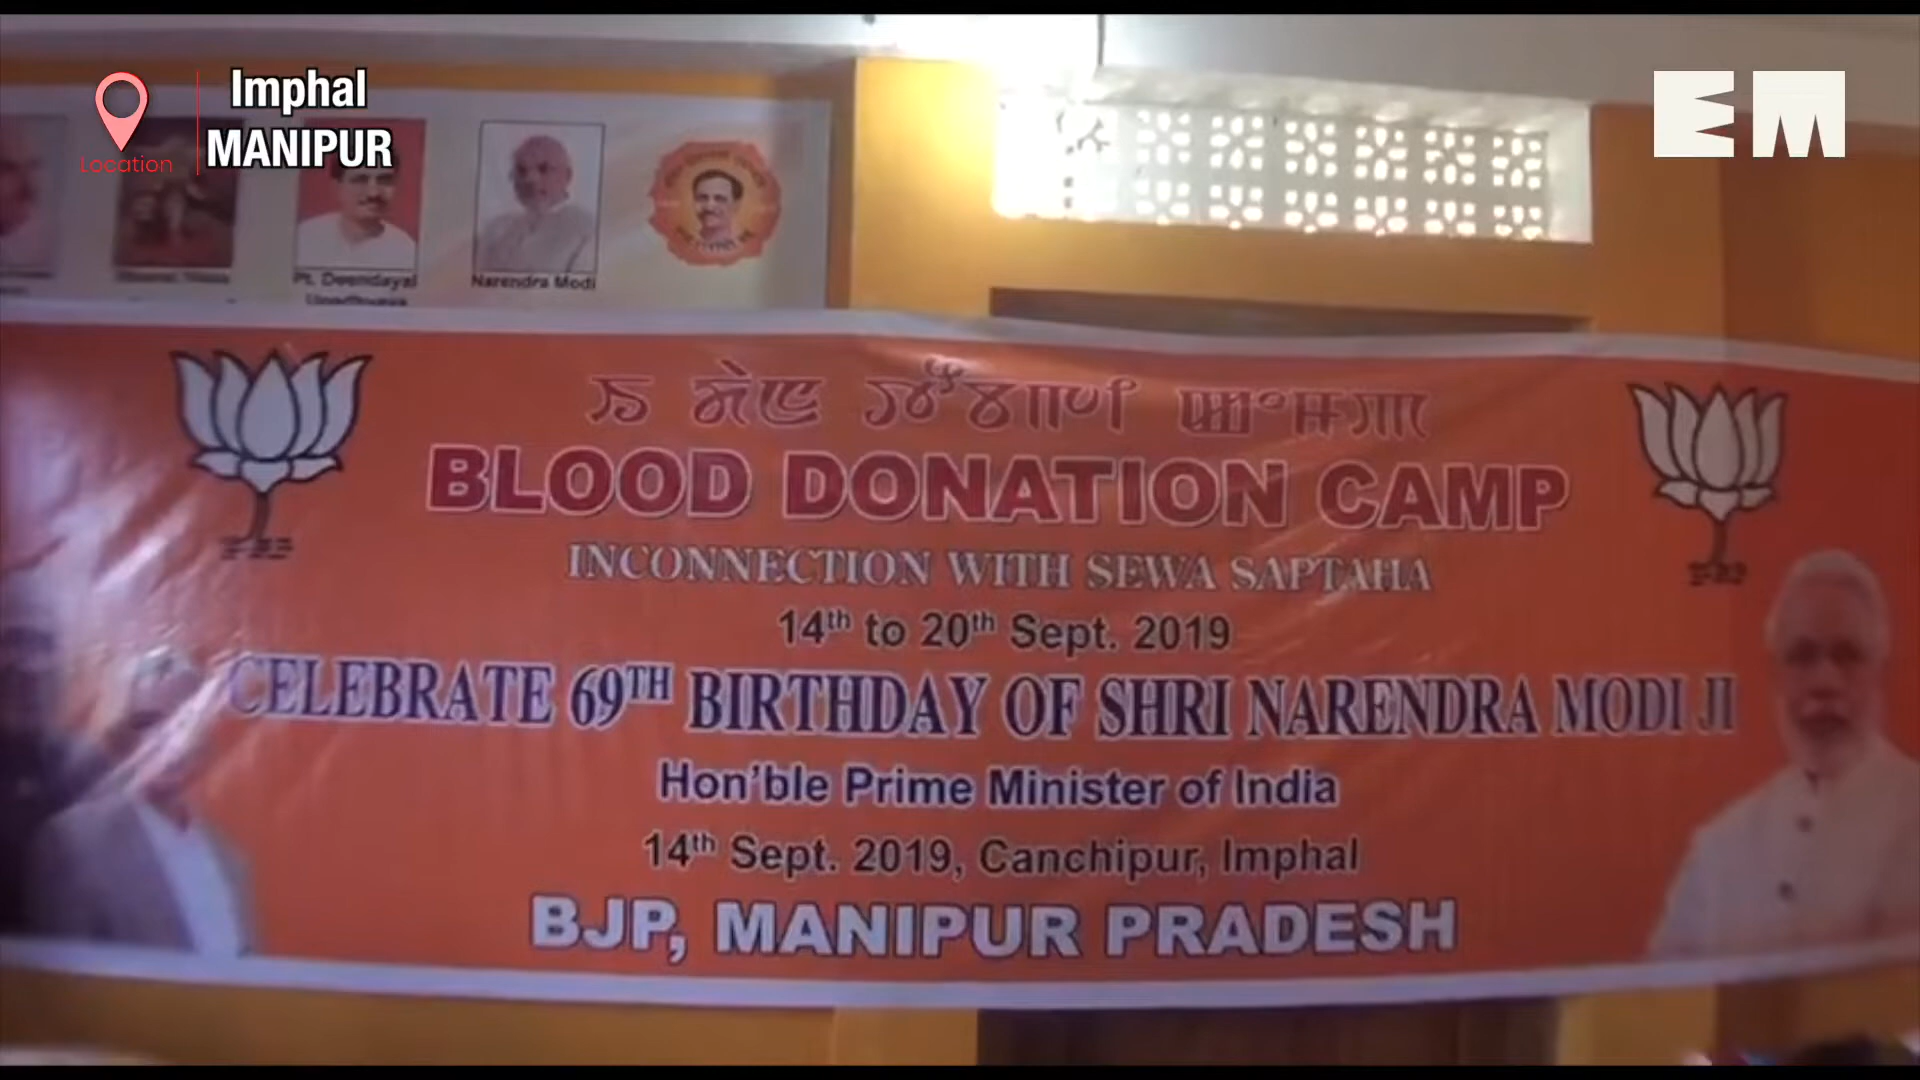 Imphal
MANIPUR
Location
EM
Pt. Deendayal
Upadhyaya
Narendra Modi
BLOOD DONATION CAMP
INCONNECTION WITH SEWA SAPTAHA
14th to 20th Sept. 2019
CELEBRATE 69TH BIRTHDAY OF SHRI NARENDRA MODI JI
Hon'ble Prime Minister of India
14th Sept. 2019, Canchipur, Imphal
BJP, MANIPUR PRADESH